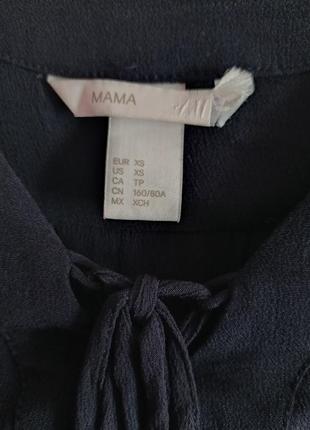 MAMA
EUR XS
US XS
CA TP
CN 160/80A
MX XCH